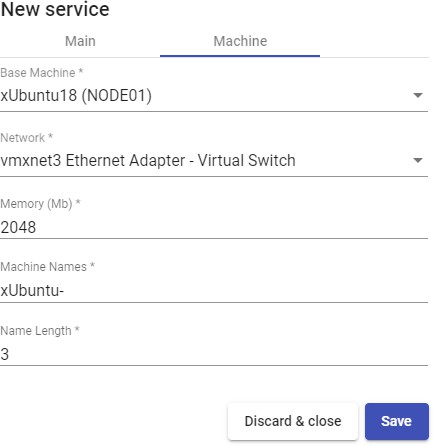 New service
Main Machine
Base Machine *
xUbuntu18 (NODE01)
Network *
vmxnet3 Ethernet Adapter - Virtual Switch
Memory (Mb) *
2048
Machine Names *
xUbuntu-
Name Length *
3
Discard & close Save